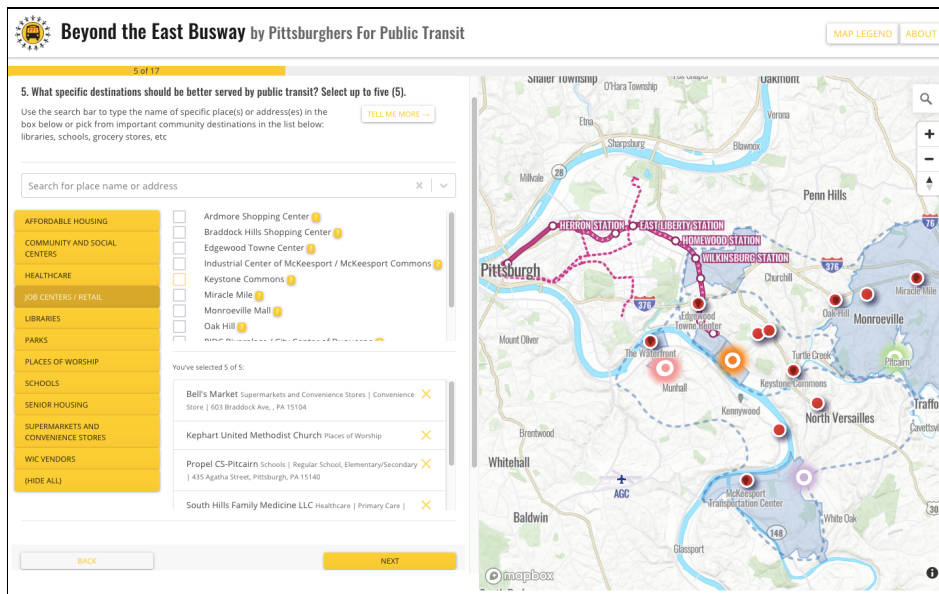 Beyond the East Busway by Pittsburghers For Public Transit
MAP LEGEND
ABOUT
5 of 17
5. What specific destinations should be better served by public transit? Select up to five (5).
Use the search bar to type the name of specific place(s) or address(es) in the
box below or pick from important community destinations in the list below:
libraries, schools, grocery stores, etc
TELL ME MORE →
Search for place name or address
AFFORDABLE HOUSING
COMMUNITY AND SOCIAL
CENTERS
HEALTHCARE
JOB CENTERS / RETAIL
LIBRARIES
PARKS
PLACES OF WORSHIP
SCHOOLS
SENIOR HOUSING
SUPERMARKETS AND
CONVENIENCE STORES
WIC VENDORS
(HIDE ALL)
Ardmore Shopping Center ?
Braddock Hills Shopping Center ?
Edgewood Towne Center ?
Industrial Center of McKeesport / McKeesport Commons ?
Keystone Commons ?
Miracle Mile ?
Monroeville Mall ?
Oak Hill ?
You've selected 5 of 5:
Bell's Market Supermarkets and Convenience Stores | Convenience
Store | 603 Braddock Ave, , PA 15104
Kephart United Methodist Church Places of Worship
Propel CS-Pitcairn Schools | Regular School, Elementary/Secondary
| 435 Agatha Street, Pittsburgh, PA 15140
South Hills Family Medicine LLC Healthcare | Primary Care |
BACK
NEXT
Shaler Township
O'Hara Township
Oakmont
Etna
Verona
Sharpsburg
Blawnox
Millvale
28
Penn Hills
HERRON STATION
EAST LIBERTY STATION
76
HOMEWOOD STATION
WILKINSBURG STATION
Pittsburgh
376
Churchill
Miracle Mile
376
Edgewood
Towne Center
Oak Hill
Monroeville
Mount Oliver
The Waterfront
Turtle Creek
Pitcairn
Munhall
Keystone Commons
Kennywood
North Versailles
Traffo
Cavettsvi
Brentwood
Whitehall
AGC
McKeesport
Transportation Center
White Oak
30
Baldwin
148
Glassport
mapbox